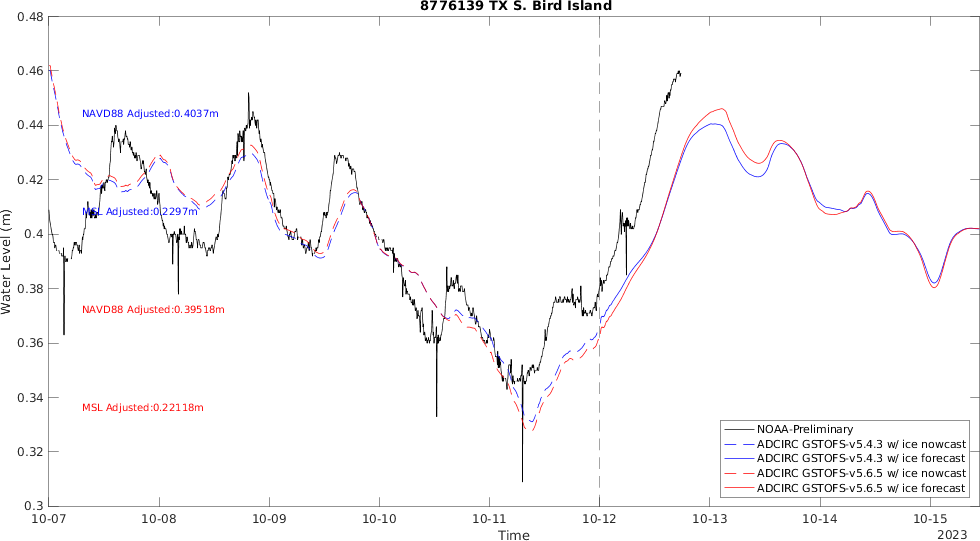 8776139 TX S. Bird Island
0.48
0.46
0.44
0.42
0.4
0.38
0.36
0.34
0.32
0.3
Water Level (m)
NAVD88 Adjusted:0.4037m
MSL Adjusted:0.2297m
NAVD88 Adjusted:0.39518m
MSL Adjusted:0.22118m
NOAA-Preliminary
ADCIRC GSTOFS-v5.4.3 w/ ice nowcast
ADCIRC GSTOFS-v5.4.3 w/ ice forecast
ADCIRC GSTOFS-v5.6.5 w/ ice nowcast
ADCIRC GSTOFS-v5.6.5 w/ ice forecast
10-07 10-08 10-09 10-10 10-11 10-12 10-13 10-14 10-15
Time
2023